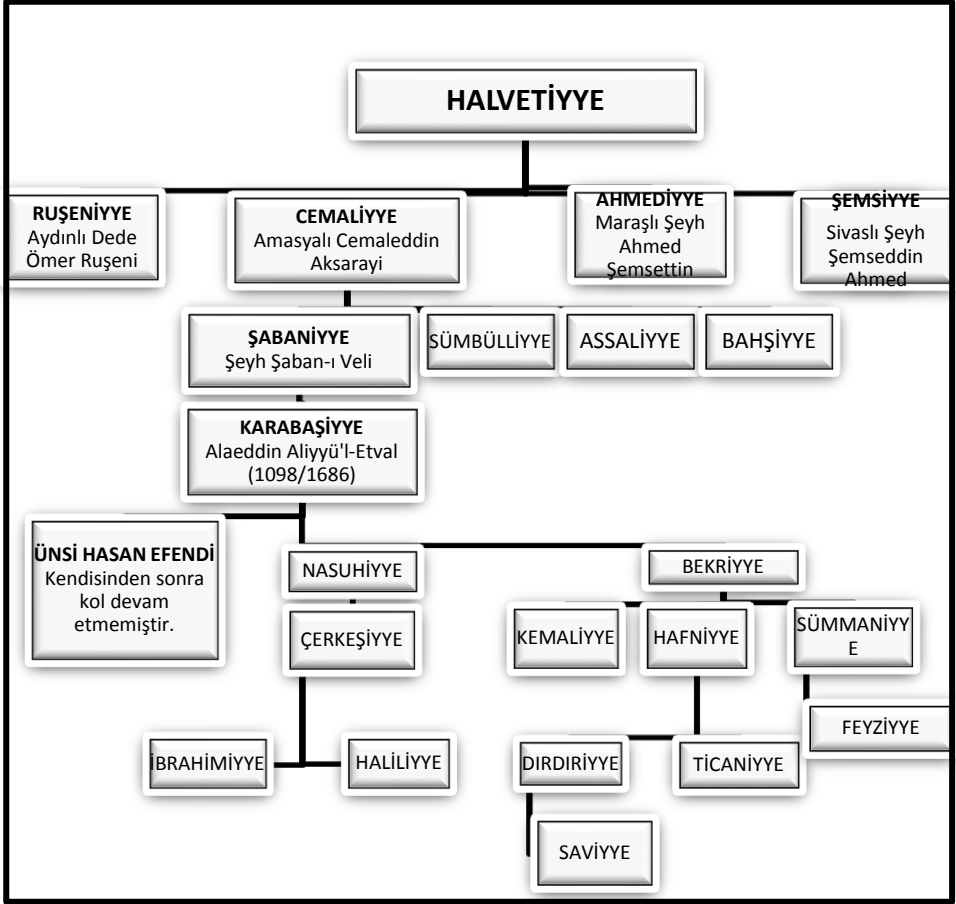 HALVETİYYE
RUŞENİYYE
Aydınlı Dede
Ömer Ruşeni
CEMALİYYE
Amasyalı Cemaleddin
Aksarayi
AHMEDİYYE
Maraşlı Şeyh
Ahmed
Şemsettin
ŞEMSİYYE
Sivaslı Şeyh
Şemseddin
Ahmed
ŞABANİYYE
Şeyh Şaban-ı Veli
SÜMBÜLLİYYE
ASSALİYYE
BAHŞİYYE
KARABAŞİYYE
Alaeddin Aliyyü'l-Etval
(1098/1686)
ÜNSİ HASAN EFENDİ
Kendisinden sonra
kol devam
etmemiştir.
NASUHİYYE
BEKRİYYE
ÇERKEŞİYYE
KEMALİYYE
HAFNİYYE
SÜMMANİYY
E
FEYZİYYE
İBRAHİMİYYE
HALİLİYYE
DIRDIRİYYE
TİCANİYYE
SAVİYYE